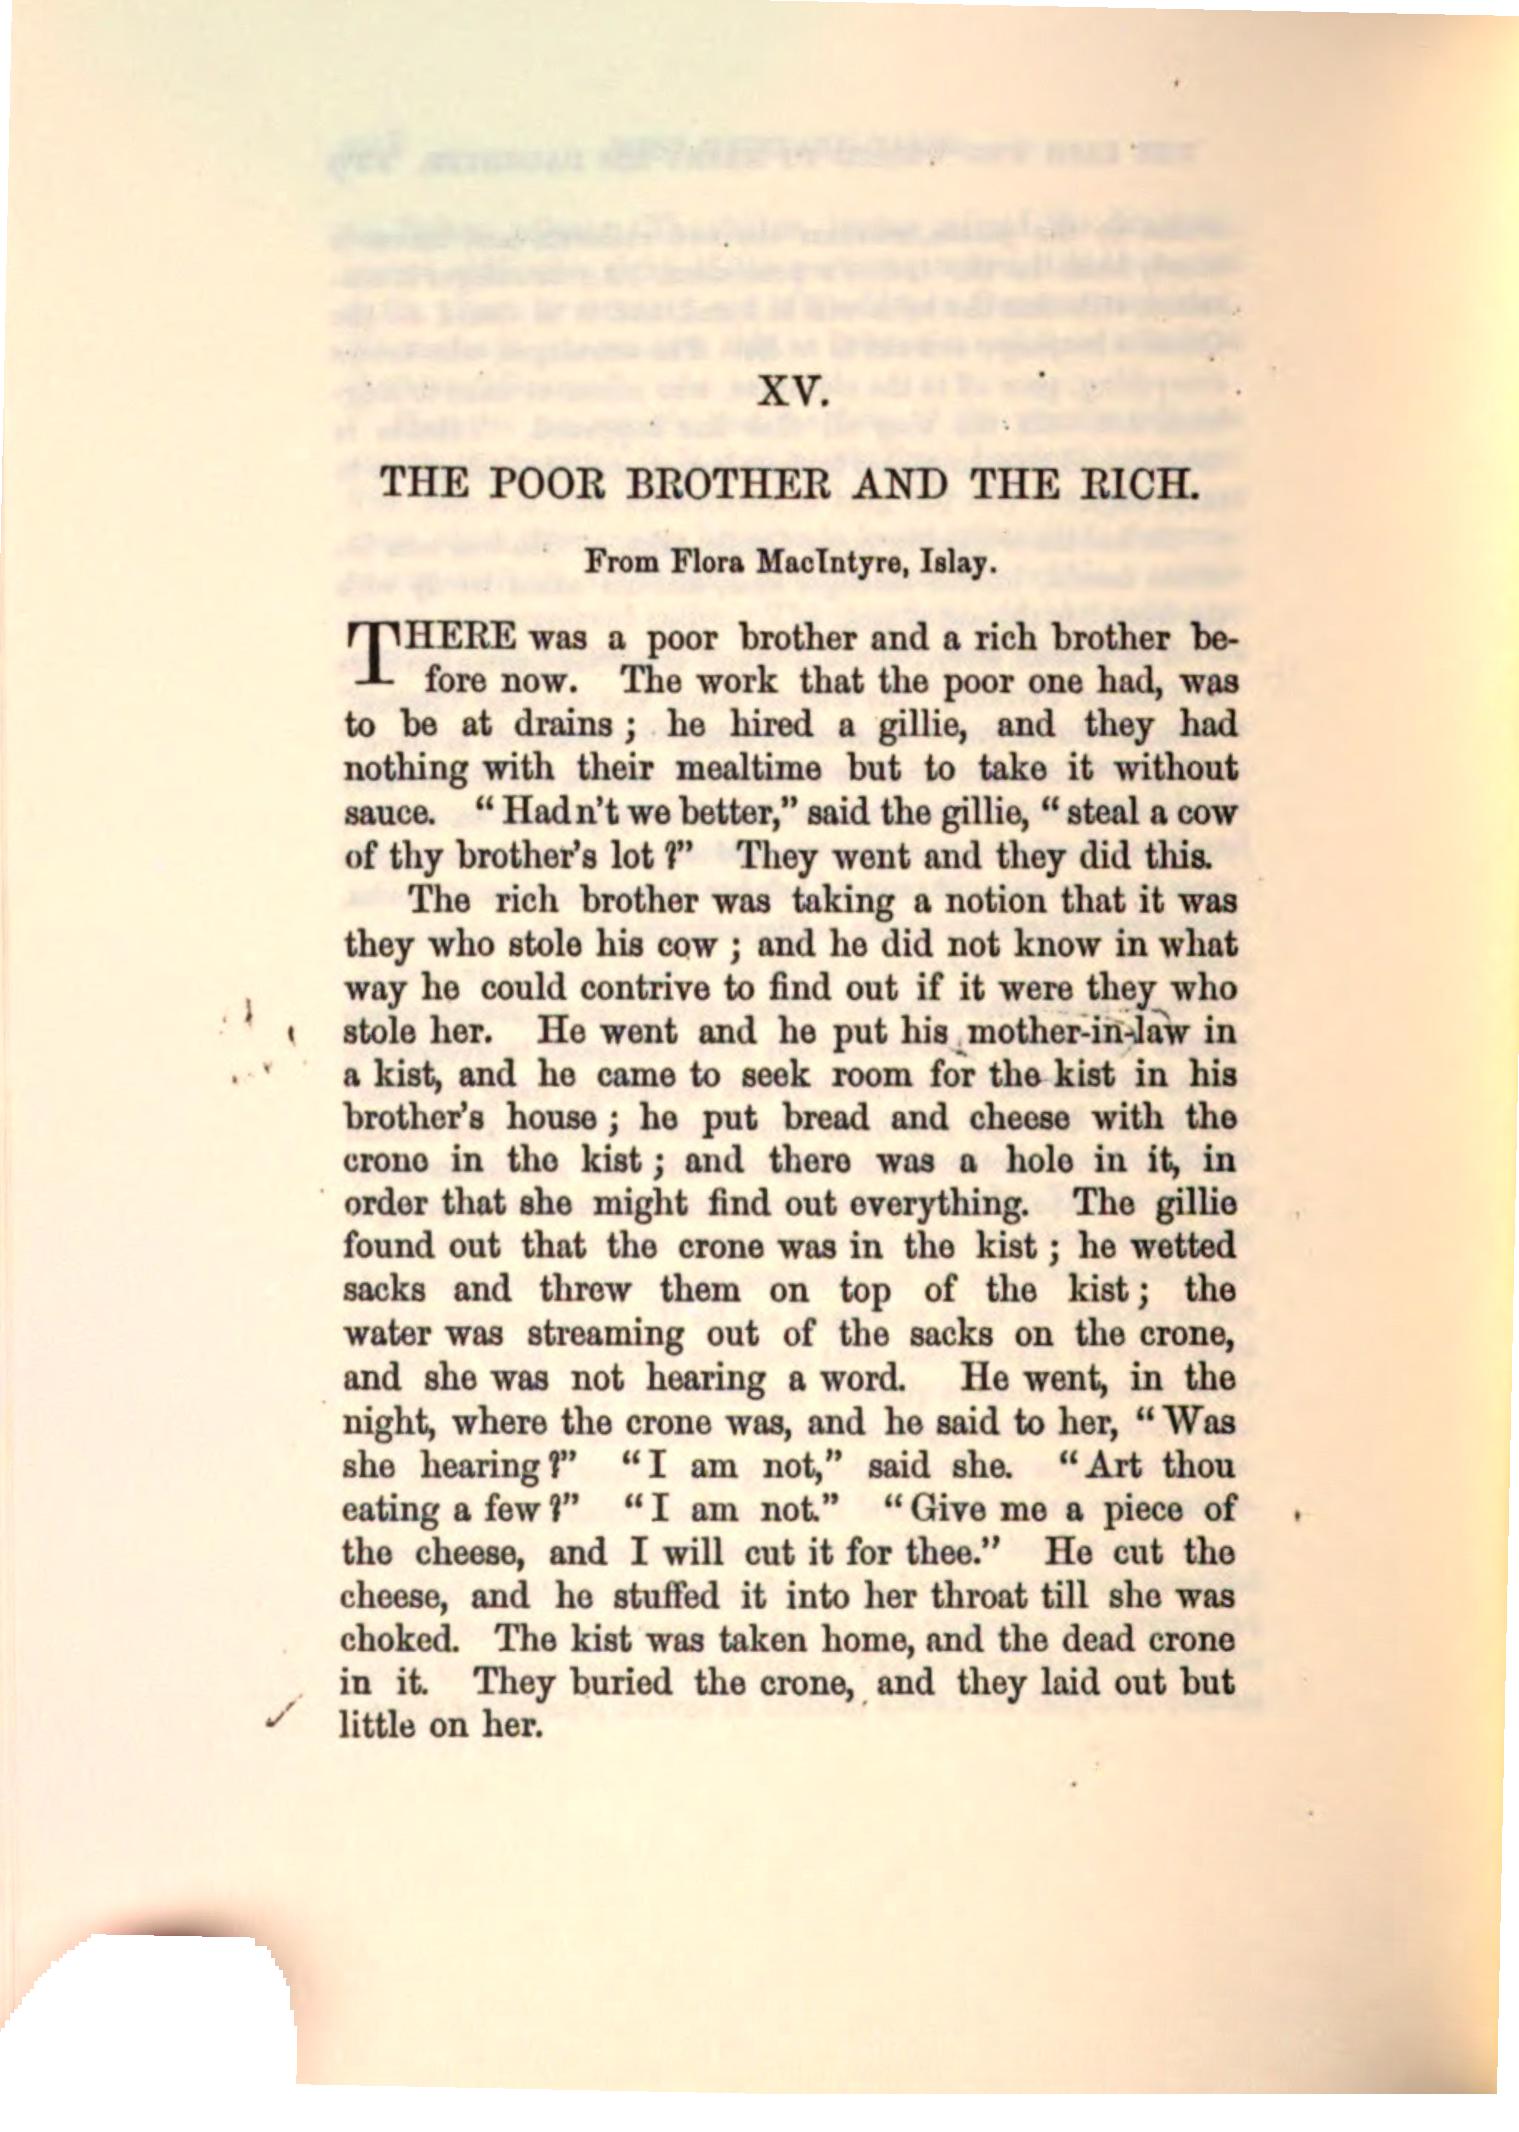 XV.
THE POOR BROTHER AND THE RICH.
From Flora MacIntyre, Islay.
THERE was a poor brother and a rich brother be-
fore now. The work that the poor one had, was
to be at drains ; he hired a gillie, and they had
nothing with their mealtime but to take it without
sauce. “ Hadn't we better,” said the gillie, “ steal a cow
of thy brother's lot ?” They went and they did this.
The rich brother was taking a notion that it was
they who stole his cow ; and he did not know in what
way he could contrive to find out if it were they who
stole her. He went and he put his mother-in-law in
a kist, and he came to seek room for the kist in his
brother's house ; he put bread and cheese with the
crone in the kist ; and there was a hole in it, in
order that she might find out everything. The gillie
found out that the crone was in the kist ; he wetted
sacks and threw them on top of the kist ; the
water was streaming out of the sacks on the crone,
and she was not hearing a word. He went, in the
night, where the crone was, and he said to her, “ Was
she hearing ?” “ I am not,” said she. “ Art thou
eating a few ?” “ I am not.” “ Give me a piece of
the cheese, and I will cut it for thee.” He cut the
cheese, and he stuffed it into her throat till she was
choked. The kist was taken home, and the dead crone
in it. They buried the crone, and they laid out but
little on her.